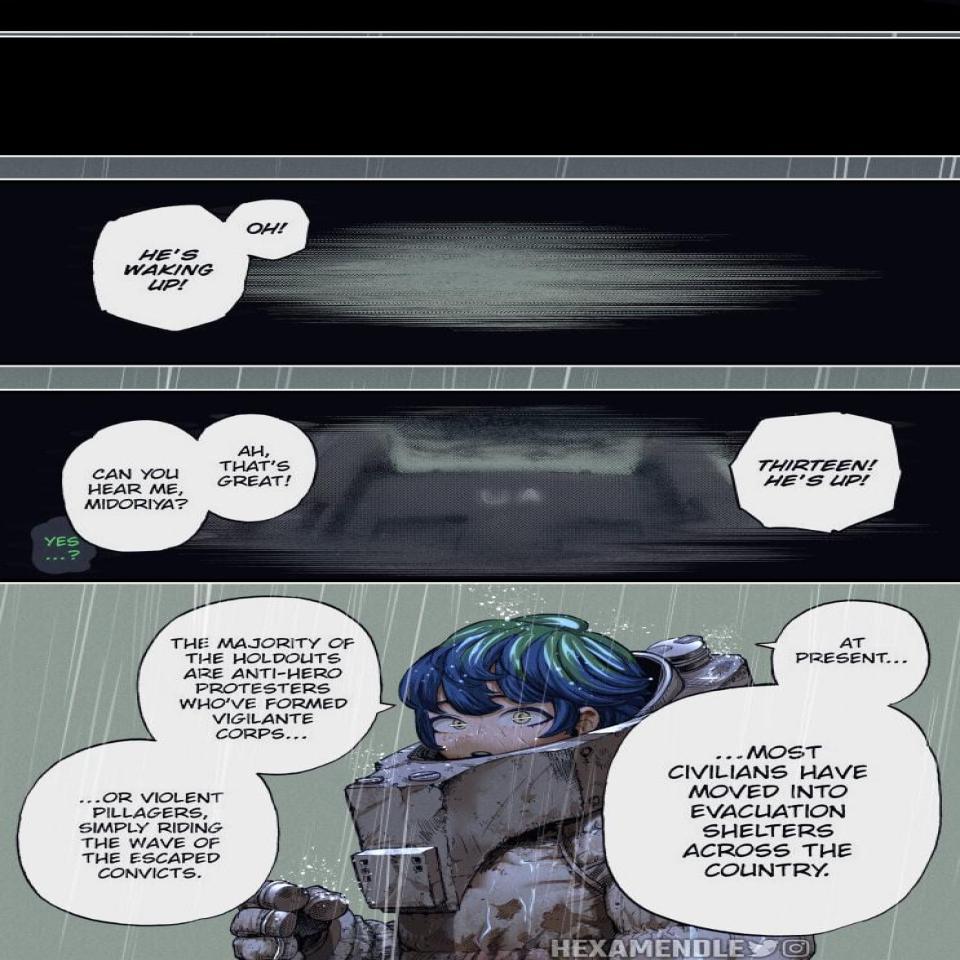 OH!
HE'S
WAKING
UP!
THIRTEEN!
HE'S UP!
UA
AH,
THAT'S
GREAT!
CAN YOU
HEAR ME,
MIDORIYA?
YES
...?
AT
PRESENT...
...MOST
CIVILIANS HAVE
MOVED INTO
EVACUATION
SHELTERS
ACROSS THE
COUNTRY.
THE MAJORITY OF
THE HOLDOUTS
ARE ANTI-HERO
PROTESTERS
WHO'VE FORMED
VIGILANTE
CORPS...
...OR VIOLENT
PILLAGERS,
SIMPLY RIDING
THE WAVE OF
THE ESCAPED
CONVICTS.
HEXAMENDLE